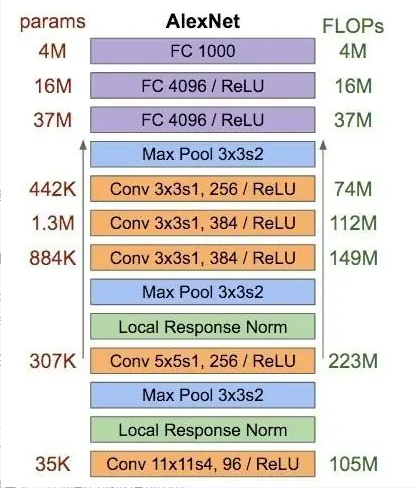 params AlexNet FLOPs
4M FC 1000 4M
16M FC 4096 / ReLU 16M
37M FC 4096 / ReLU 37M
Max Pool 3x3s2
442K Conv 3x3s1, 256 / ReLU 74M
1.3M Conv 3x3s1, 384 / ReLU 112M
884K Conv 3x3s1, 384 / ReLU 149M
Max Pool 3x3s2
Local Response Norm
307K Conv 5x5s1, 256 / ReLU 223M
Max Pool 3x3s2
Local Response Norm
35K Conv 11x11s4, 96 / ReLU 105M